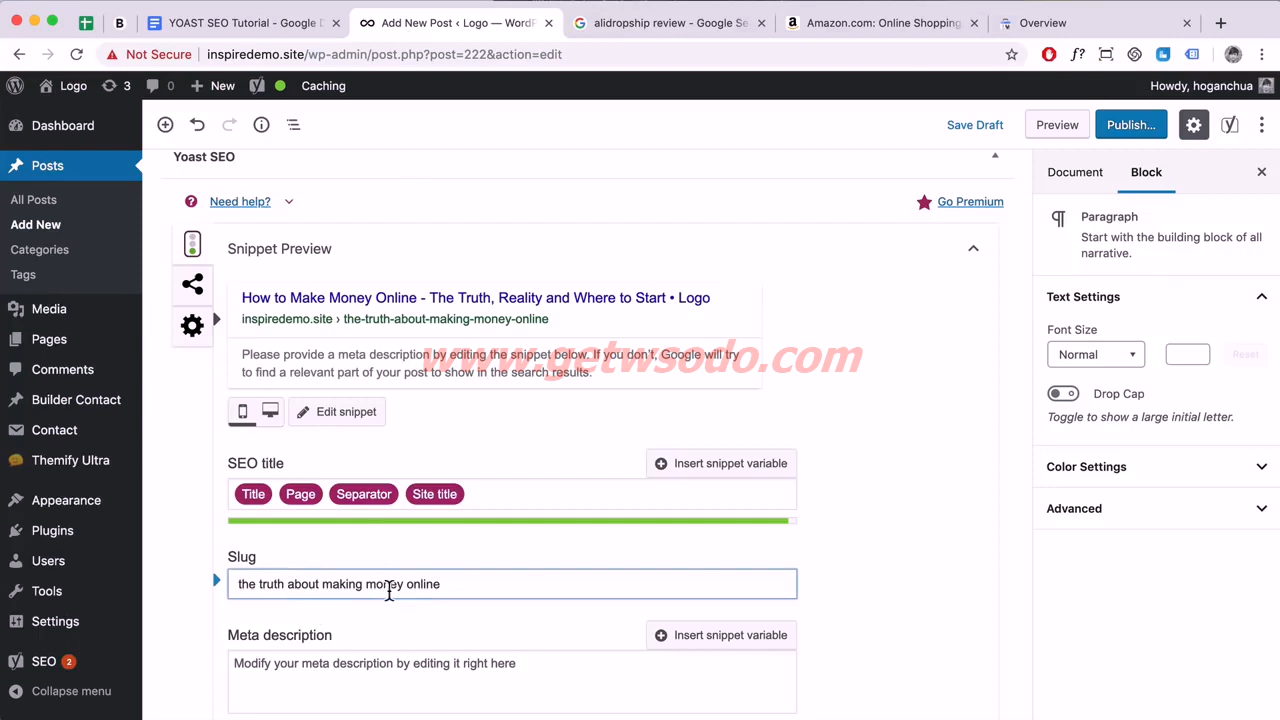 YOAST SEO Tutorial - Google D
Add New Post ‹ Logo — WordP
alidropship review - Google Se
Amazon.com: Online Shopping
Overview
Not Secure
inspiredemo.site/wp-admin/post.php?post=222&action=edit
Logo
3
0
New
Caching
Howdy, hoganchua
Dashboard
Posts
All Posts
Add New
Categories
Tags
Media
Pages
Comments
Builder Contact
Contact
Themify Ultra
Appearance
Plugins
Users
Tools
Settings
SEO 2
Collapse menu
Save Draft
Preview
Publish...
Yoast SEO
Need help?
Go Premium
Snippet Preview
How to Make Money Online - The Truth, Reality and Where to Start • Logo
inspiredemo.site › the-truth-about-making-money-online
Please provide a meta description by editing the snippet below. If you don't, Google will try
to find a relevant part of your post to show in the search results.
www.getwsodo.com
Edit snippet
SEO title
Insert snippet variable
Title Page Separator Site title
Slug
the truth about making money online
Meta description
Insert snippet variable
Modify your meta description by editing it right here
Document
Block
Paragraph
Start with the building block of all
narrative.
Text Settings
Font Size
Normal
Reset
Drop Cap
Toggle to show a large initial letter.
Color Settings
Advanced